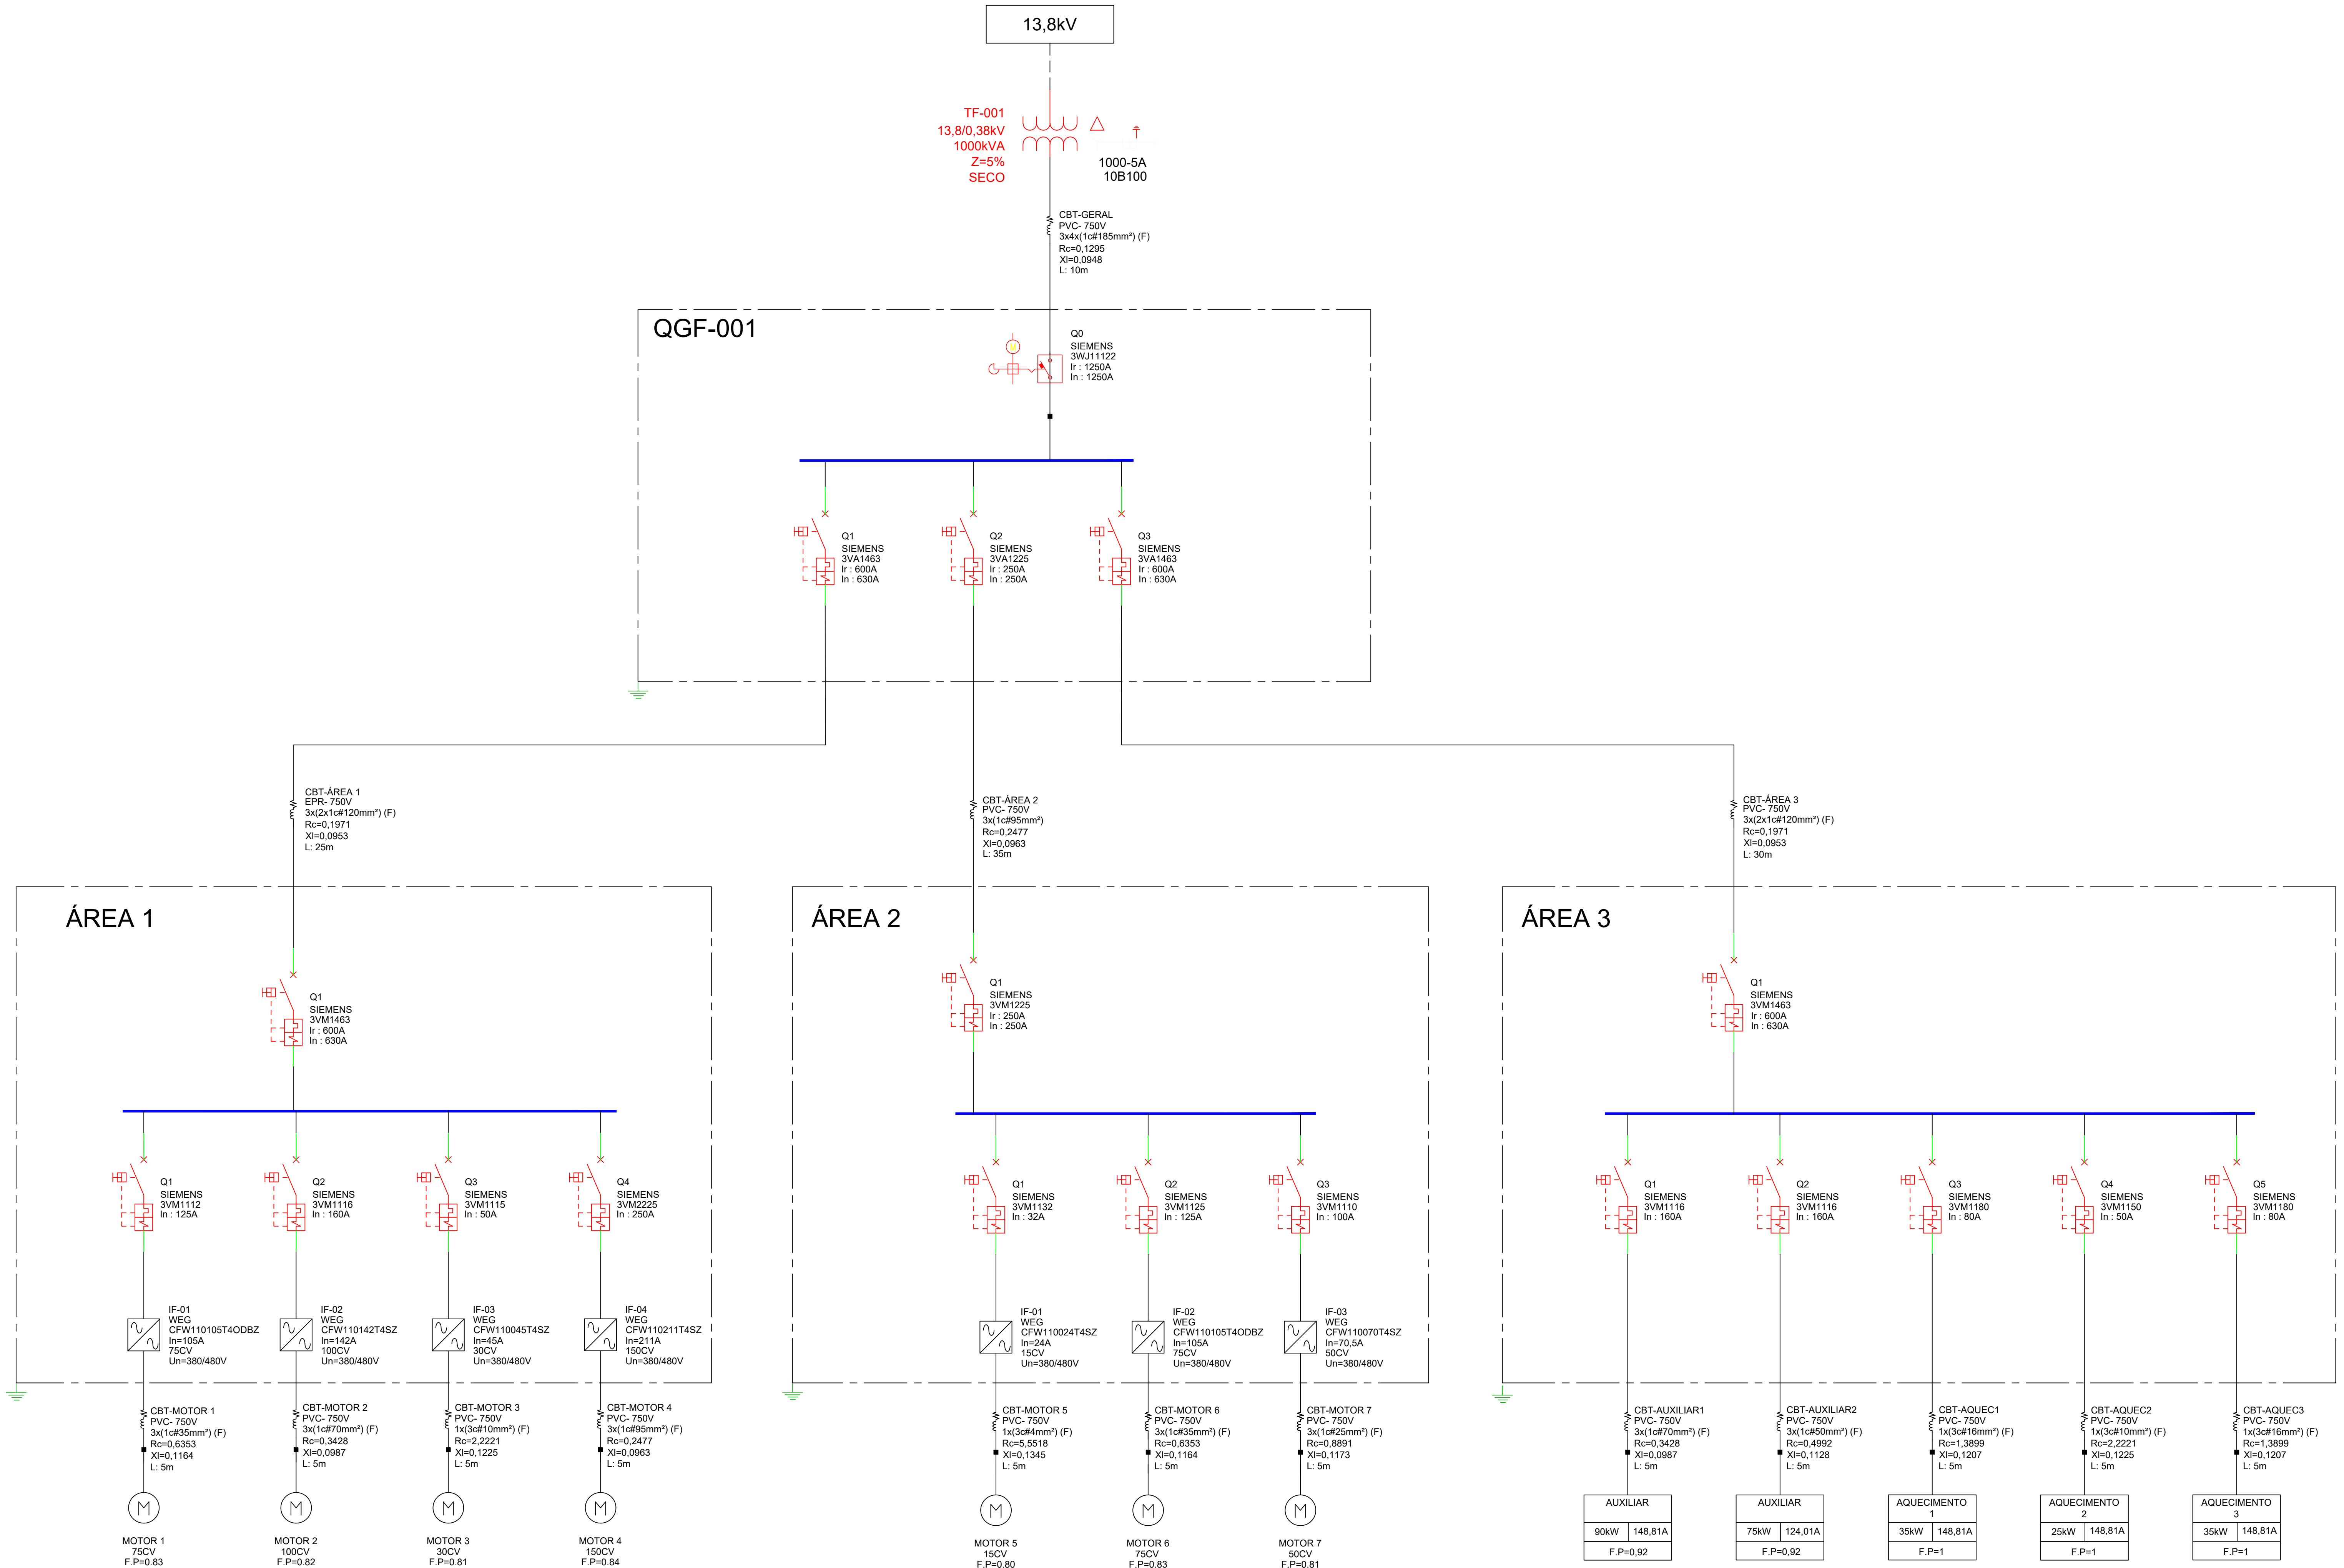 13,8kV
TF-001
13,8/0,38kV
1000kVA
Z=5%
SECO
1000-5A
10B100
CBT-GERAL
PVC- 750V
3x4x(1c#185mm²) (F)
Rc=0,1295
Xl=0,0948
L: 10m
QGF-001
M
Q0
SIEMENS
3WJ11122
Ir : 1250A
In : 1250A
Q1
SIEMENS
3VA1463
Ir : 600A
In : 630A
Q2
SIEMENS
3VA1225
Ir : 250A
In : 250A
Q3
SIEMENS
3VA1463
Ir : 600A
In : 630A
CBT-ÁREA 1
EPR- 750V
3x(2x1c#120mm²) (F)
Rc=0,1971
Xl=0,0953
L: 25m
CBT-ÁREA 2
PVC- 750V
3x(1c#95mm²)
Rc=0,2477
Xl=0,0963
L: 35m
CBT-ÁREA 3
PVC- 750V
3x(2x1c#120mm²) (F)
Rc=0,1971
Xl=0,0953
L: 30m
ÁREA 1
Q1
SIEMENS
3VM1463
Ir : 600A
In : 630A
Q1
SIEMENS
3VM1112
In : 125A
Q2
SIEMENS
3VM1116
In : 160A
Q3
SIEMENS
3VM1115
In : 50A
Q4
SIEMENS
3VM2225
In : 250A
IF-01
WEG
CFW110105T4ODBZ
In=105A
75CV
Un=380/480V
IF-02
WEG
CFW110142T4SZ
In=142A
100CV
Un=380/480V
IF-03
WEG
CFW110045T4SZ
In=45A
30CV
Un=380/480V
IF-04
WEG
CFW110211T4SZ
In=211A
150CV
Un=380/480V
CBT-MOTOR 1
PVC- 750V
3x(1c#35mm²) (F)
Rc=0,6353
Xl=0,1164
L: 5m
CBT-MOTOR 2
PVC- 750V
3x(1c#70mm²) (F)
Rc=0,3428
Xl=0,0987
L: 5m
CBT-MOTOR 3
PVC- 750V
1x(3c#10mm²) (F)
Rc=2,2221
Xl=0,1225
L: 5m
CBT-MOTOR 4
PVC- 750V
3x(1c#95mm²) (F)
Rc=0,2477
Xl=0,0963
L: 5m
M
MOTOR 1
75CV
F.P=0.83
M
MOTOR 2
100CV
F.P=0.82
M
MOTOR 3
30CV
F.P=0.81
M
MOTOR 4
150CV
F.P=0.84
ÁREA 2
Q1
SIEMENS
3VM1225
Ir : 250A
In : 250A
Q1
SIEMENS
3VM1132
In : 32A
Q2
SIEMENS
3VM1125
In : 125A
Q3
SIEMENS
3VM1110
In : 100A
IF-01
WEG
CFW110024T4SZ
In=24A
15CV
Un=380/480V
IF-02
WEG
CFW110105T4ODBZ
In=105A
75CV
Un=380/480V
IF-03
WEG
CFW110070T4SZ
In=70,5A
50CV
Un=380/480V
CBT-MOTOR 5
PVC- 750V
1x(3c#4mm²) (F)
Rc=5,5518
Xl=0,1345
L: 5m
CBT-MOTOR 6
PVC- 750V
3x(1c#35mm²) (F)
Rc=0,6353
Xl=0,1164
L: 5m
CBT-MOTOR 7
PVC- 750V
3x(1c#25mm²) (F)
Rc=0,8891
Xl=0,1173
L: 5m
M
MOTOR 5
15CV
F.P=0.80
M
MOTOR 6
75CV
F.P=0.83
M
MOTOR 7
50CV
F.P=0.81
ÁREA 3
Q1
SIEMENS
3VM1463
Ir : 600A
In : 630A
Q1
SIEMENS
3VM1116
In : 160A
Q2
SIEMENS
3VM1116
In : 160A
Q3
SIEMENS
3VM1180
In : 80A
Q4
SIEMENS
3VM1150
In : 50A
Q5
SIEMENS
3VM1180
In : 80A
CBT-AUXILIAR1
PVC- 750V
3x(1c#70mm²) (F)
Rc=0,3428
Xl=0,0987
L: 5m
CBT-AUXILIAR2
PVC- 750V
3x(1c#50mm²) (F)
Rc=0,4992
Xl=0,1128
L: 5m
CBT-AQUEC1
PVC- 750V
1x(3c#16mm²) (F)
Rc=1,3899
Xl=0,1207
L: 5m
CBT-AQUEC2
PVC- 750V
1x(3c#10mm²) (F)
Rc=2,2221
Xl=0,1225
L: 5m
CBT-AQUEC3
PVC- 750V
1x(3c#16mm²) (F)
Rc=1,3899
Xl=0,1207
L: 5m
AUXILIAR
90kW 148,81A
F.P=0,92
AUXILIAR
75kW 124,01A
F.P=0,92
AQUECIMENTO
1
35kW 148,81A
F.P=1
AQUECIMENTO
2
25kW 148,81A
F.P=1
AQUECIMENTO
3
35kW 148,81A
F.P=1